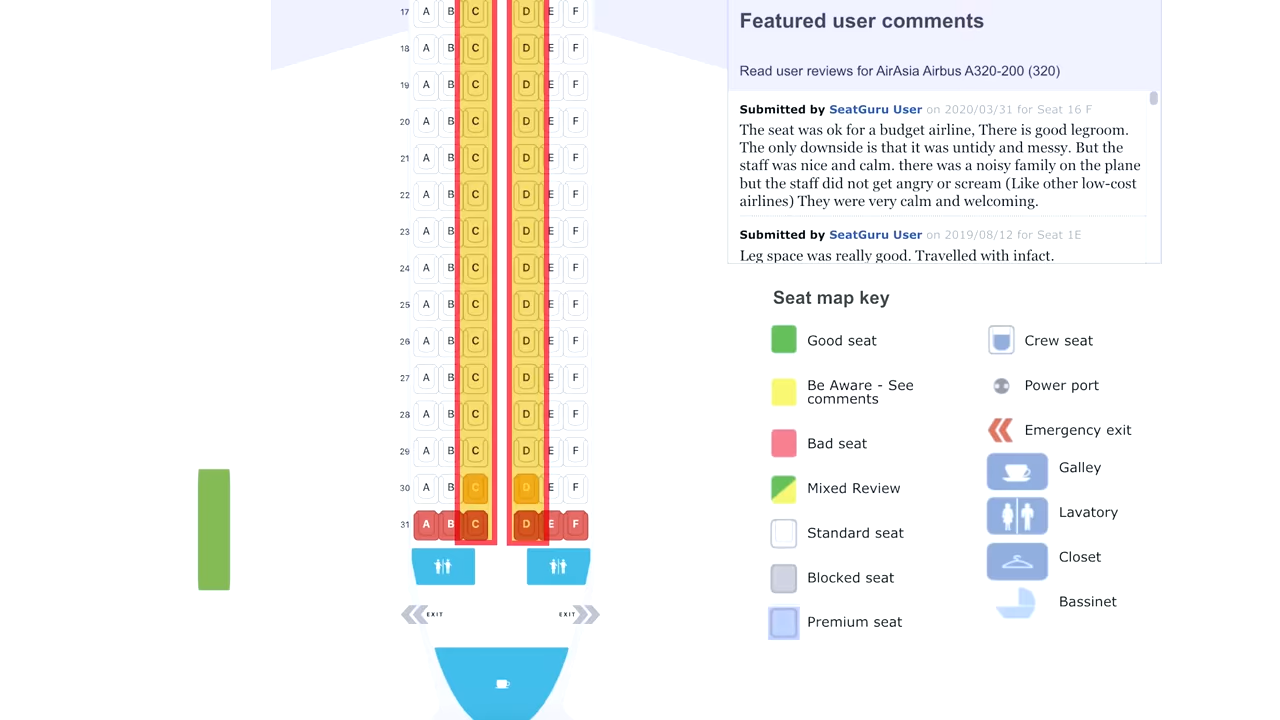 17 A B C D E F
18 A B C D E F
19 A B C D E F
20 A B C D E F
21 A B C D E F
22 A B C D E F
23 A B C D E F
24 A B C D E F
25 A B C D E F
26 A B C D E F
27 A B C D E F
28 A B C D E F
29 A B C D E F
30 A B C D E F
31 A B C D E F
EXIT EXIT
Featured user comments
Read user reviews for AirAsia Airbus A320-200 (320)
Submitted by SeatGuru User on 2020/03/31 for Seat 16 F
The seat was ok for a budget airline, There is good legroom.
The only downside is that it was untidy and messy. But the
staff was nice and calm. there was a noisy family on the plane
but the staff did not get angry or scream (Like other low-cost
airlines) They were very calm and welcoming.
Submitted by SeatGuru User on 2019/08/12 for Seat 1E
Leg space was really good. Travelled with infact.
Seat map key
Good seat
Be Aware - See
comments
Bad seat
Mixed Review
Standard seat
Blocked seat
Premium seat
Crew seat
Power port
Emergency exit
Galley
Lavatory
Closet
Bassinet